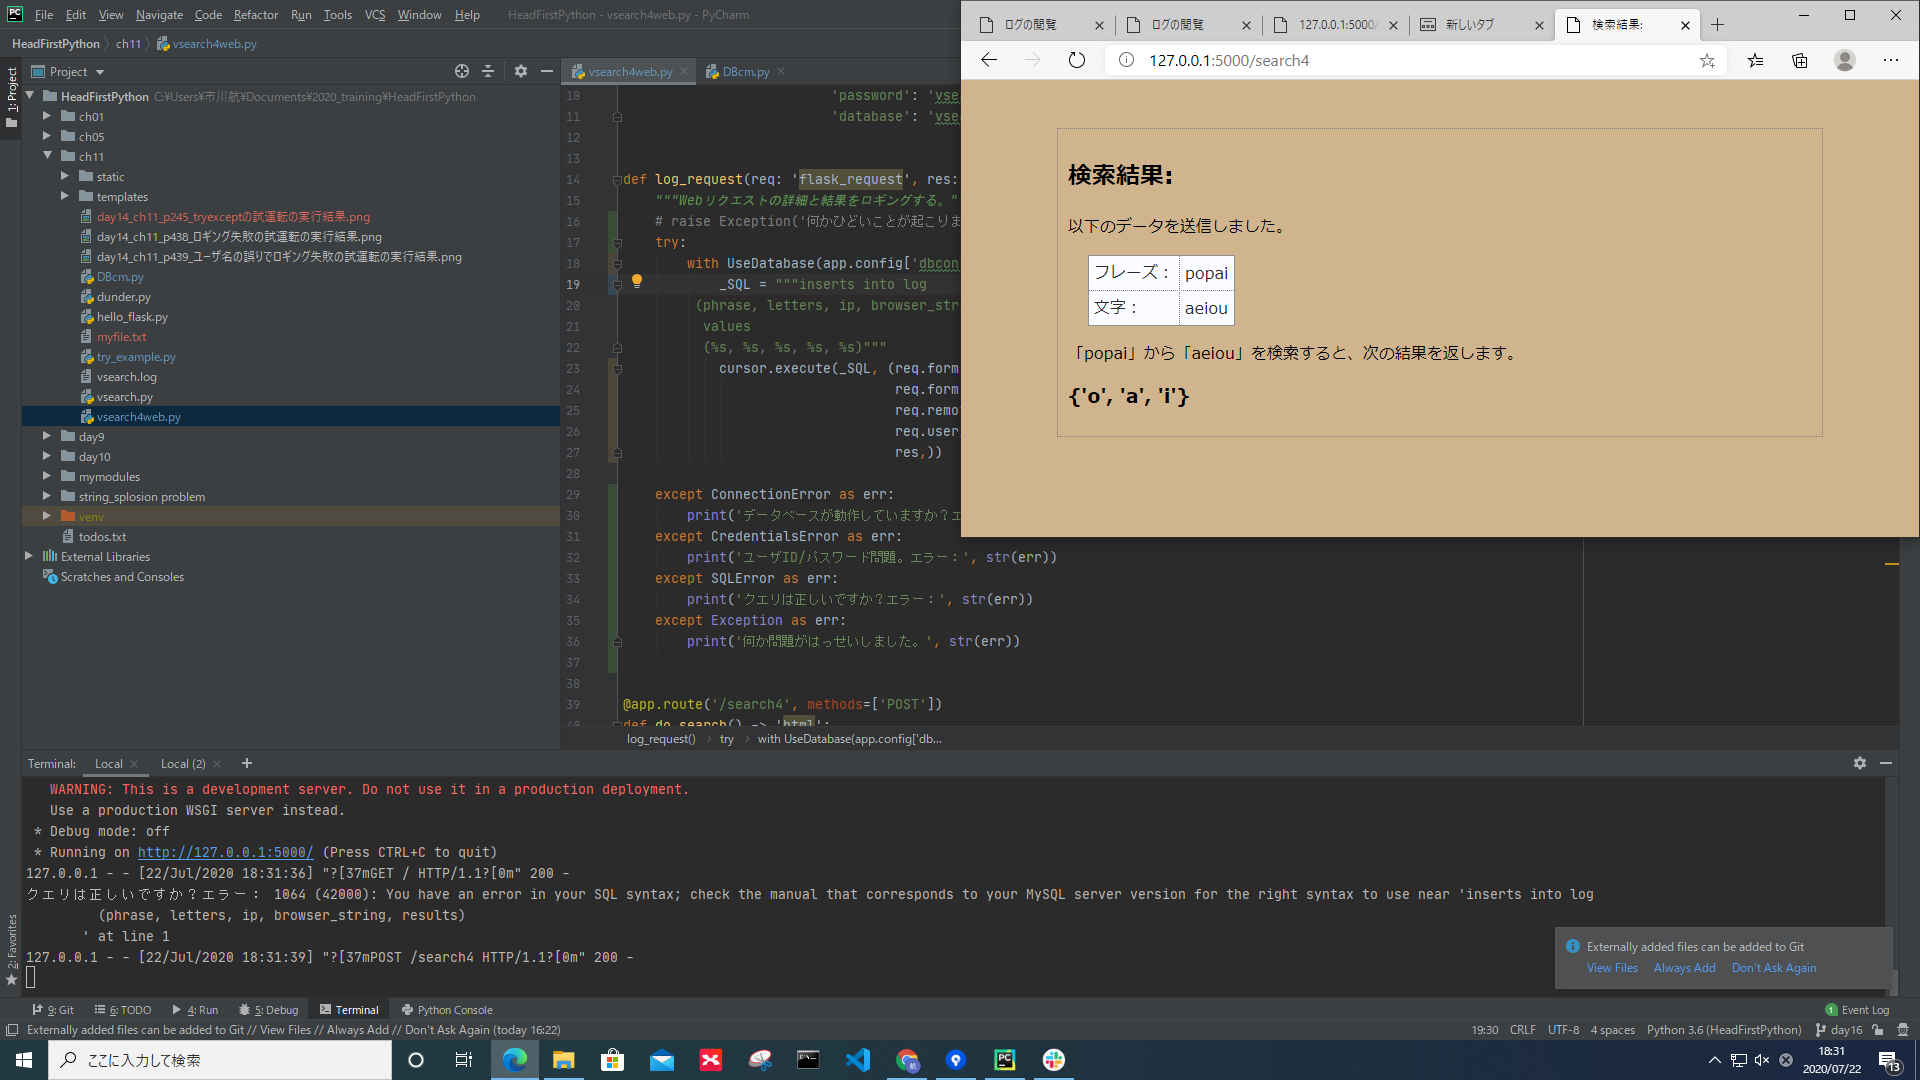 File Edit View Navigate Code Refactor Run Tools VCS Window Help HeadFirstPython - vsearch4web.py - PyCharm
HeadFirstPython ch11 vsearch4web.py
Project
1: Project
2: Favorites
HeadFirstPython C:¥Users¥市川航¥Documents¥2020_training¥HeadFirstPython
ch01
ch05
ch11
static
templates
day14_ch11_p245_tryexceptの試運転の実行結果.png
day14_ch11_p438_ロギング失敗の試運転の実行結果.png
day14_ch11_p439_ユーザ名の誤りでロギング失敗の試運転の実行結果.png
DBcm.py
dunder.py
hello_flask.py
myfile.txt
try_example.py
vsearch.log
vsearch.py
vsearch4web.py
day9
day10
mymodules
string_splosion problem
venv
todos.txt
External Libraries
Scratches and Consoles
vsearch4web.py DBcm.py
10 'password': 'vse
11 'database': 'vse
12
13
14 def log_request(req: 'flask_request', res:
15 """Webリクエストの詳細と結果をロギングする。"
16 # raise Exception('何かひどいことが起こりま
17 try:
18 with UseDatabase(app.config['dbcon
19 _SQL = """inserts into log
20 (phrase, letters, ip, browser_str
21 values
22 (%s, %s, %s, %s, %s)"""
23 cursor.execute(_SQL, (req.form
24 req.form
25 req.remo
26 req.user
27 res,))
28
29 except ConnectionError as err:
30 print('データベースが動作していますか？エ
31 except CredentialsError as err:
32 print('ユーザID/パスワード問題。エラー：', str(err))
33 except SQLError as err:
34 print('クエリは正しいですか？エラー：', str(err))
35 except Exception as err:
36 print('何か問題がはっせいしました。', str(err))
37
38
39 @app.route('/search4', methods=['POST'])
40 def do_search() -> 'html':
log_request() try with UseDatabase(app.config['db...
ログの閲覧 ログの閲覧 127.0.0.1:5000/ 新しいタブ 検索結果:
127.0.0.1:5000/search4
検索結果:
以下のデータを送信しました。
フレーズ： popai
文字： aeiou
「popai」から「aeiou」を検索すると、次の結果を返します。
{'o', 'a', 'i'}
Terminal: Local Local (2)
WARNING: This is a development server. Do not use it in a production deployment.
Use a production WSGI server instead.
* Debug mode: off
* Running on http://127.0.0.1:5000/ (Press CTRL+C to quit)
127.0.0.1 - - [22/Jul/2020 18:31:36] "?[37mGET / HTTP/1.1?[0m" 200 -
クエリは正しいですか？エラー： 1064 (42000): You have an error in your SQL syntax; check the manual that corresponds to your MySQL server version for the right syntax to use near 'inserts into log
(phrase, letters, ip, browser_string, results)
' at line 1
127.0.0.1 - - [22/Jul/2020 18:31:39] "?[37mPOST /search4 HTTP/1.1?[0m" 200 -
Externally added files can be added to Git
View Files Always Add Don't Ask Again
9: Git 6: TODO 4: Run 5: Debug Terminal Python Console 1 Event Log
Externally added files can be added to Git // View Files // Always Add // Don't Ask Again (today 16:22) 19:30 CRLF UTF-8 4 spaces Python 3.6 (HeadFirstPython) day16
ここに入力して検索
18:31
2020/07/22
13